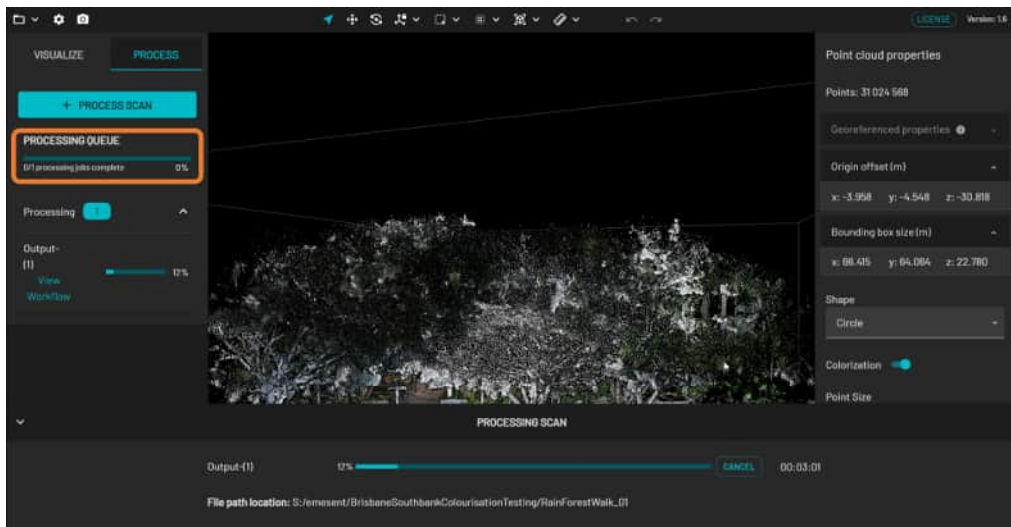 LICENSE Version: 1.6
VISUALIZE PROCESS
+ PROCESS SCAN
PROCESSING QUEUE
0/1 processing jobs complete 0%
Processing 1
Output-
(1)
View
Workflow
12%
Point cloud properties
Points: 31 024 568
Georeferenced properties
Origin offset (m)
x: -3.958 y: -4.548 z: -30.818
Bounding box size (m)
x: 66.415 y: 64.064 z: 22.780
Shape
Circle
Colorization
Point Size
PROCESSING SCAN
Output-(1) 12% CANCEL 00:03:01
File path location: S:/emesent/BrisbaneSouthbankColourisationTesting/RainForestWalk_01